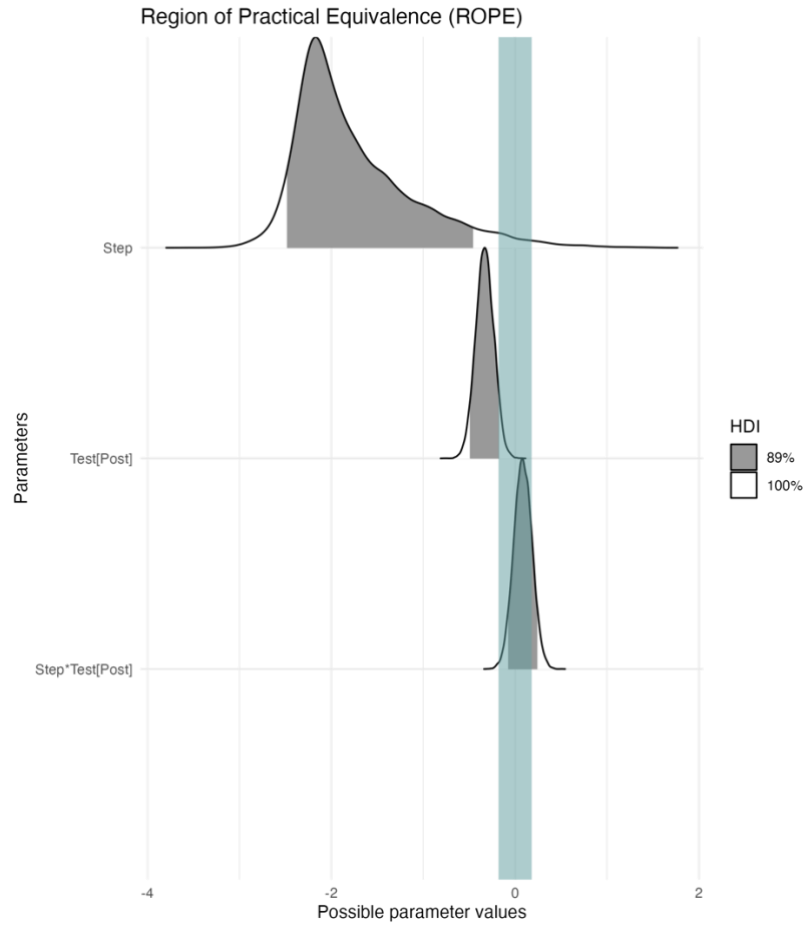 Region of Practical Equivalence (ROPE)
Step
Test[Post]
Step*Test[Post]
Parameters
-4
-2
0
2
Possible parameter values
HDI
89%
100%